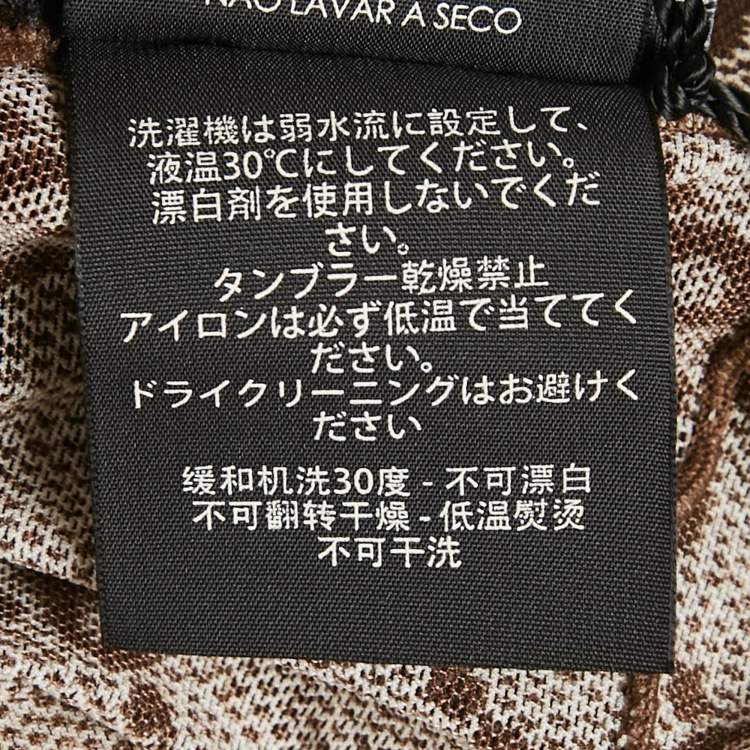 NÃO LAVAR A SECO
洗濯機は弱水流に設定して、
液温30℃にしてください。
漂白剤を使用しないでくだ
さい。
タンブラー乾燥禁止
アイロンは必ず低温で当ててく
ださい。
ドライクリーニングはお避けく
ださい
缓和机洗30度 - 不可漂白
不可翻转干燥 - 低温熨烫
不可干洗